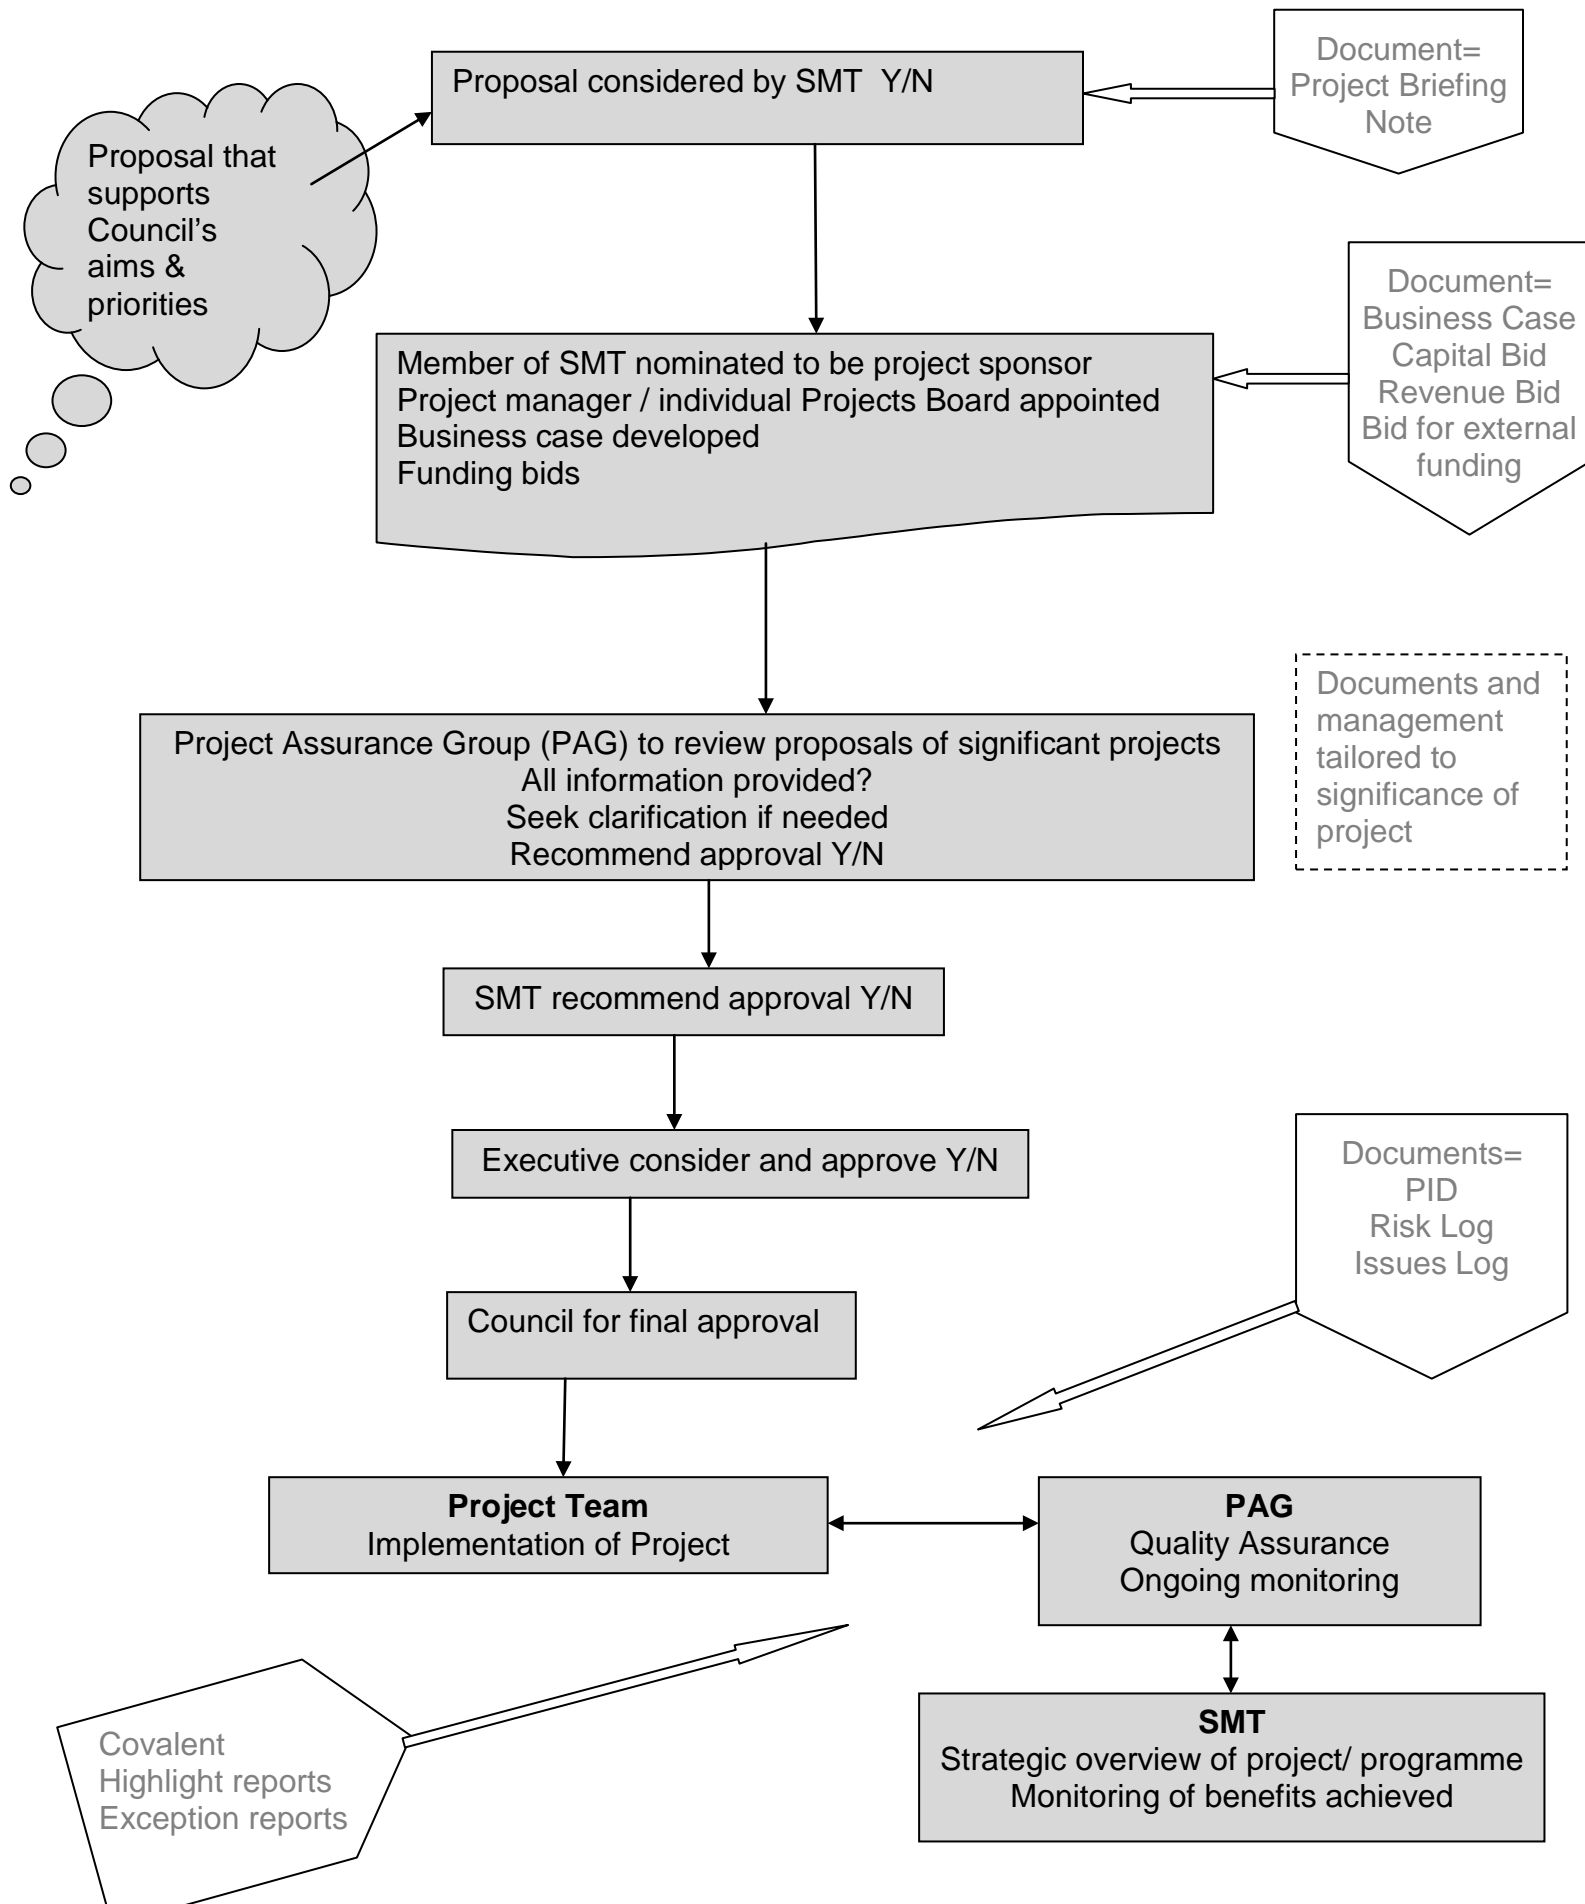 Proposal considered by SMT  Y/N
Document=
Project Briefing
Note
Proposal that
supports
Council’s
aims &
priorities
Document=
Business Case
Capital Bid
Revenue Bid
Bid for external
funding
Member of SMT nominated to be project sponsor
Project manager / individual Projects Board appointed
Business case developed
Funding bids
Documents and
management
tailored to
significance of
project
Project Assurance Group (PAG) to review proposals of significant projects
All information provided?
Seek clarification if needed
Recommend approval Y/N
SMT recommend approval Y/N
Executive consider and approve Y/N
Documents=
PID
Risk Log
Issues Log
Council for final approval
Project Team
Implementation of Project
PAG
Quality Assurance
Ongoing monitoring
SMT
Strategic overview of project/ programme
Monitoring of benefits achieved
Covalent
Highlight reports
Exception reports